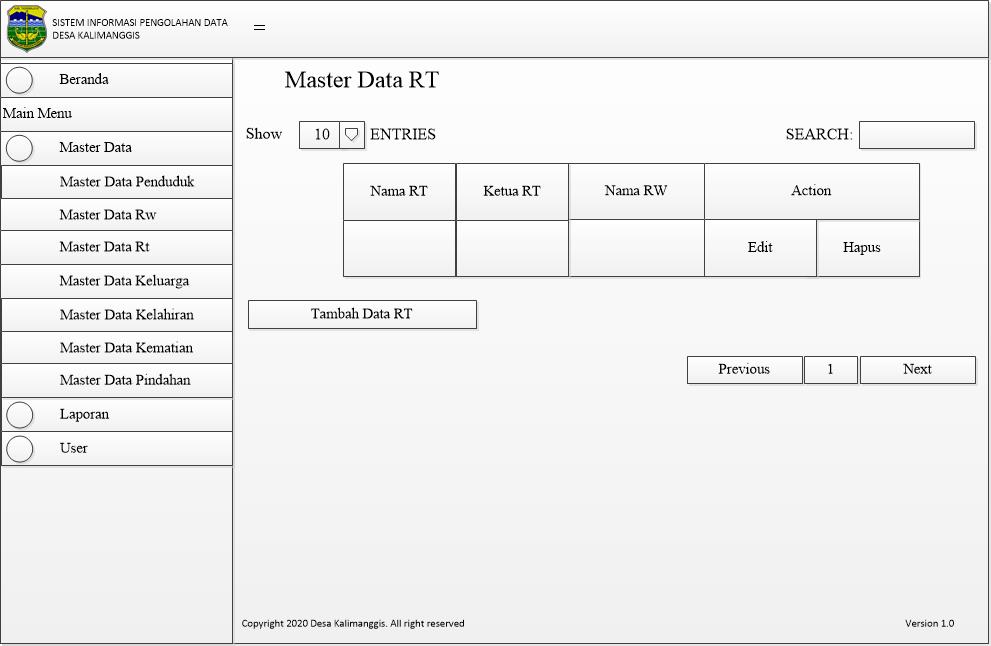 SISTEM INFORMASI PENGOLAHAN DATA
DESA KALIMANGGIS
Beranda
Main Menu
Master Data
Master Data Penduduk
Master Data Rw
Master Data Rt
Master Data Keluarga
Master Data Kelahiran
Master Data Kematian
Master Data Pindahan
Laporan
User
Master Data RT
Show 10 ENTRIES SEARCH:
Nama RT Ketua RT Nama RW Action
Edit Hapus
Tambah Data RT
Previous 1 Next
Copyright 2020 Desa Kalimanggis. All right reserved Version 1.0